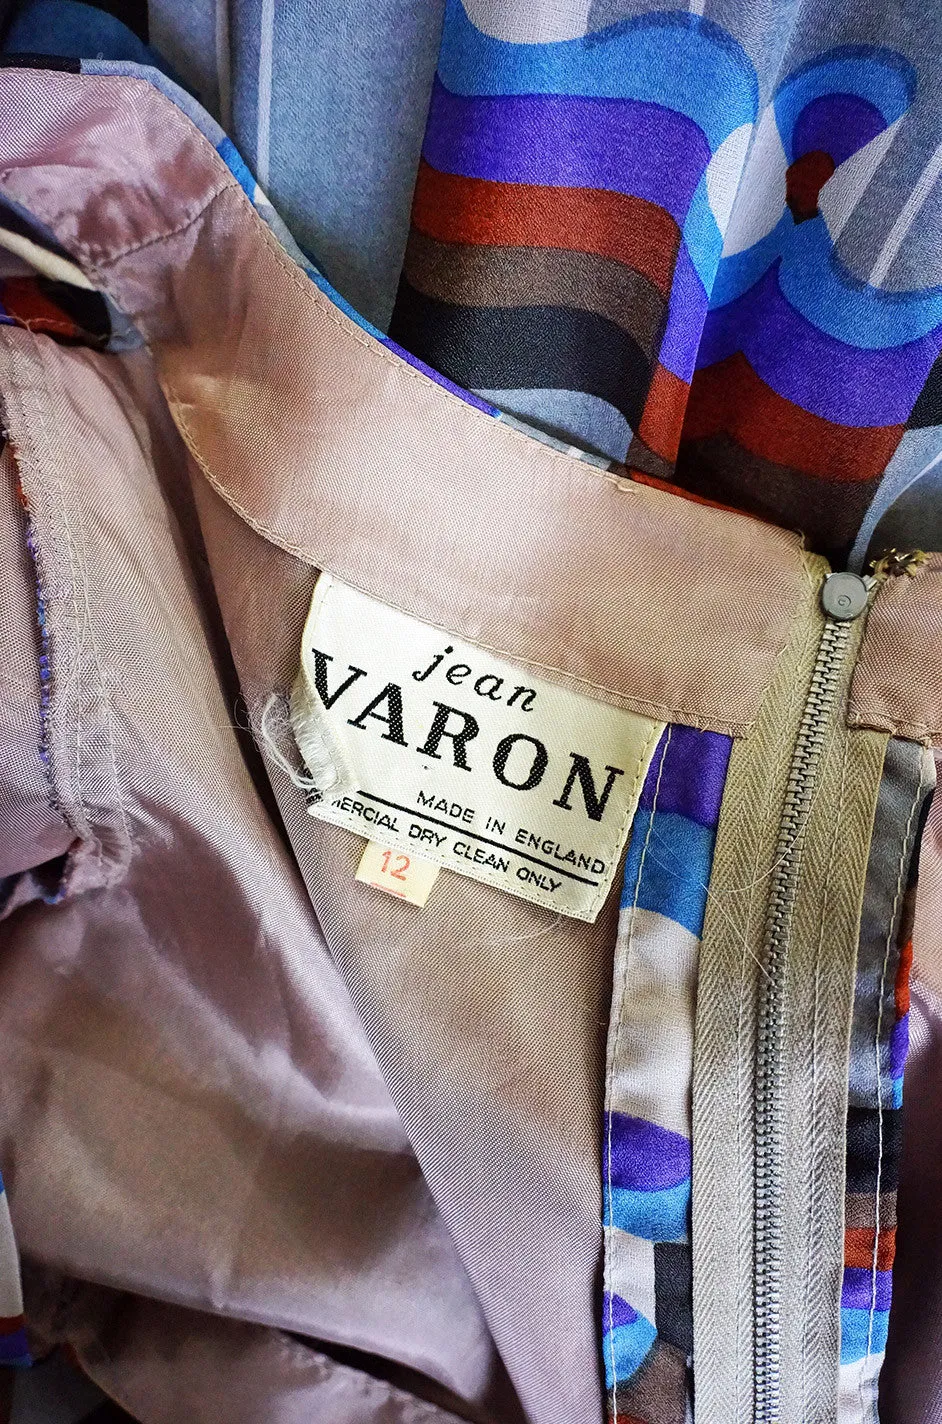 jean
VARON
MADE IN ENGLAND
MERCIAL DRY CLEAN ONLY
12